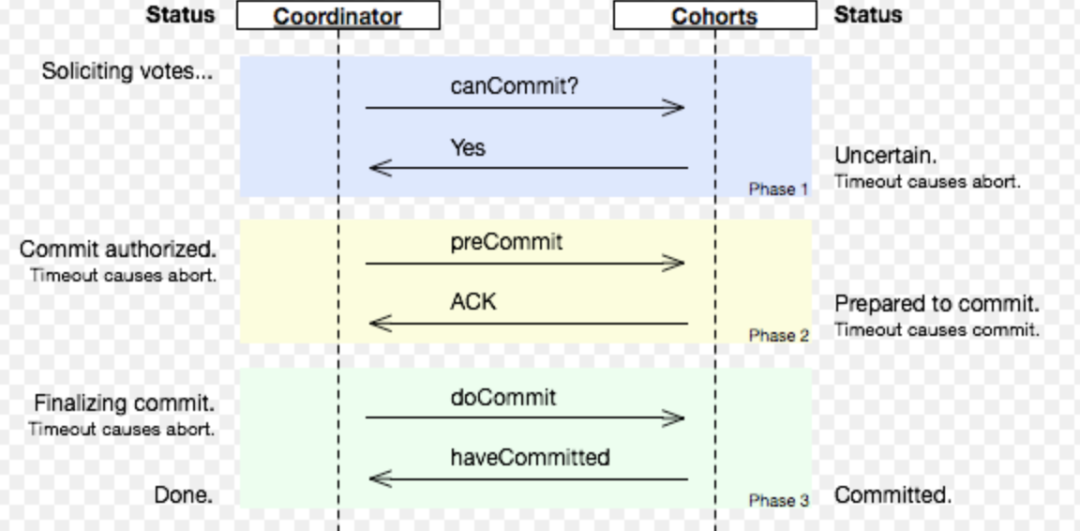 Status Coordinator Cohorts Status
Soliciting votes...
canCommit?
Yes
Uncertain.
Timeout causes abort.
Phase 1
Commit authorized.
Timeout causes abort.
preCommit
ACK
Prepared to commit.
Timeout causes commit.
Phase 2
Finalizing commit.
Timeout causes abort.
doCommit
haveCommitted
Done.
Phase 3
Committed.